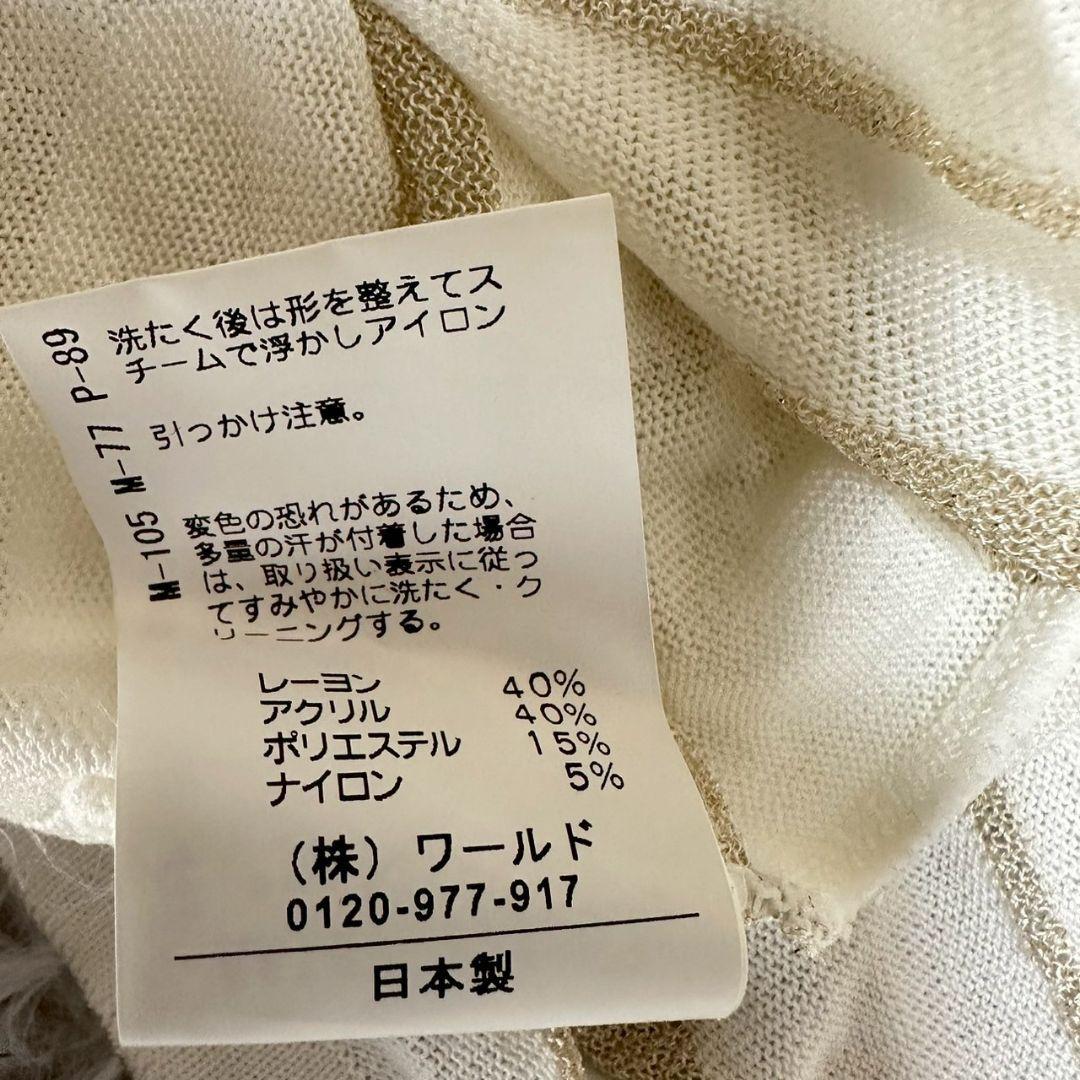 P-89
洗たく後は形を整えてス
チームで浮かしアイロン
M-77
引っかけ注意。
M-105
変色の恐れがあるため、
多量の汗が付着した場合
は、取り扱い表示に従っ
てすみやかに洗たく・ク
リーニングする。
レーヨン 40%
アクリル 40%
ポリエステル 15%
ナイロン 5%
(株) ワールド
0120-977-917
日本製